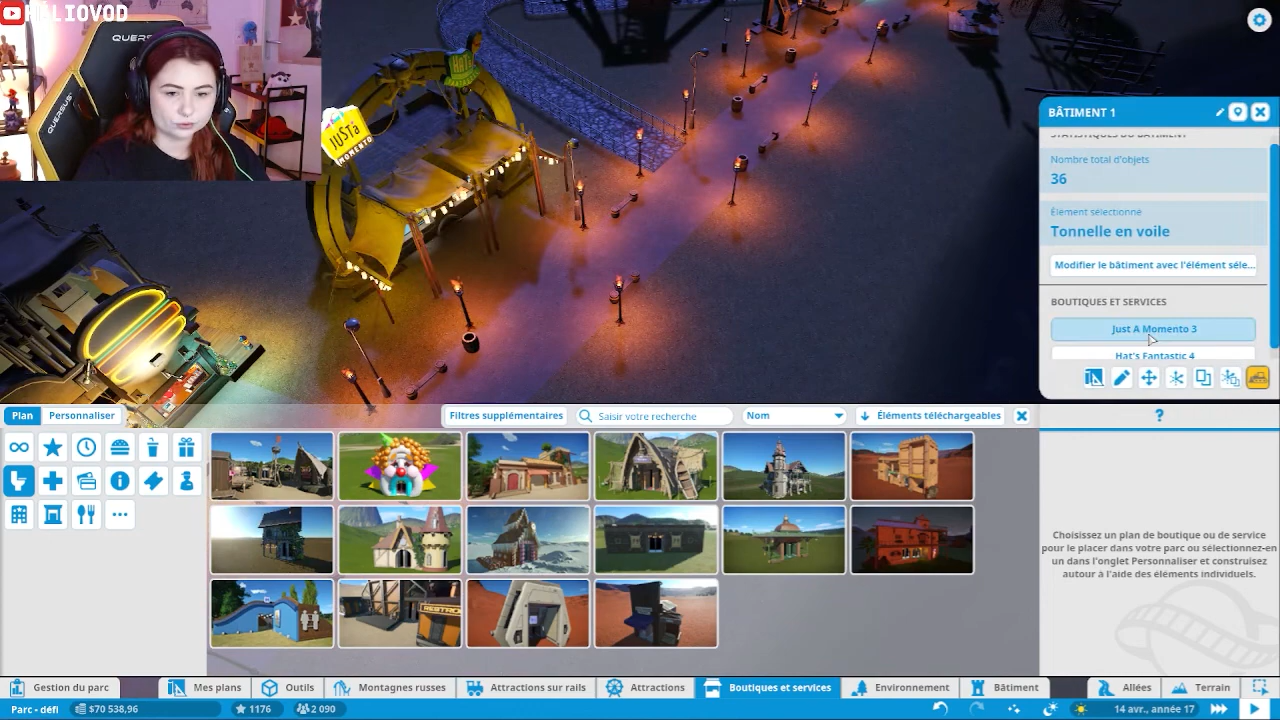 HELIOVOD
QUERSUS
QUERSUS
JUSTa
MOMENTO
BÂTIMENT 1
STATISTIQUES DU BÂTIMENT
Nombre total d'objets
36
Élément sélectionné
Tonnelle en voile
Modifier le bâtiment avec l'élément séle...
BOUTIQUES ET SERVICES
Just A Momento 3
Hat's Fantastic 4
Plan
Personnaliser
Filtres supplémentaires
Saisir votre recherche
Nom
Éléments téléchargeables
?
Choisissez un plan de boutique ou de service
pour le placer dans votre parc ou sélectionnez-en
un dans l'onglet Personnaliser et construisez
autour à l'aide des éléments individuels.
Gestion du parc
Mes plans
Outils
Montagnes russes
Attractions sur rails
Attractions
Boutiques et services
Environnement
Bâtiment
Allées
Terrain
Parc - défi
$70 538,96
1176
2 090
14 avr., année 17